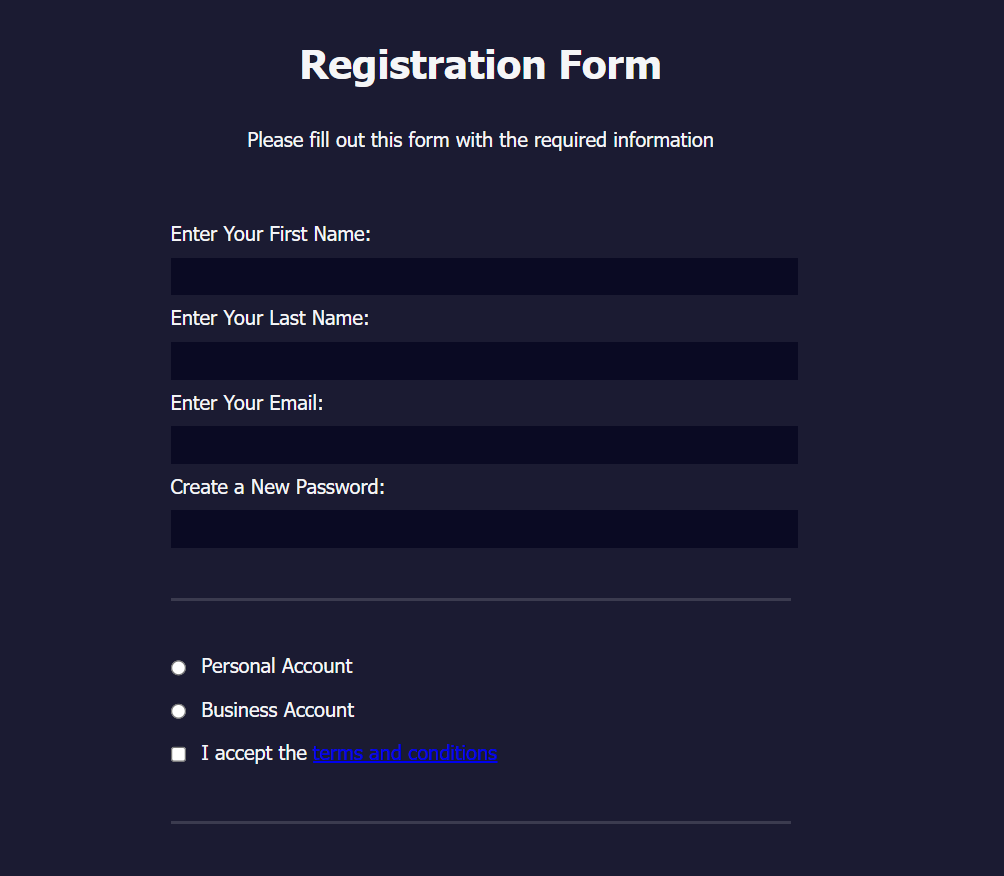 Registration Form
Please fill out this form with the required information
Enter Your First Name:
Enter Your Last Name:
Enter Your Email:
Create a New Password:
Personal Account
Business Account
I accept the terms and conditions